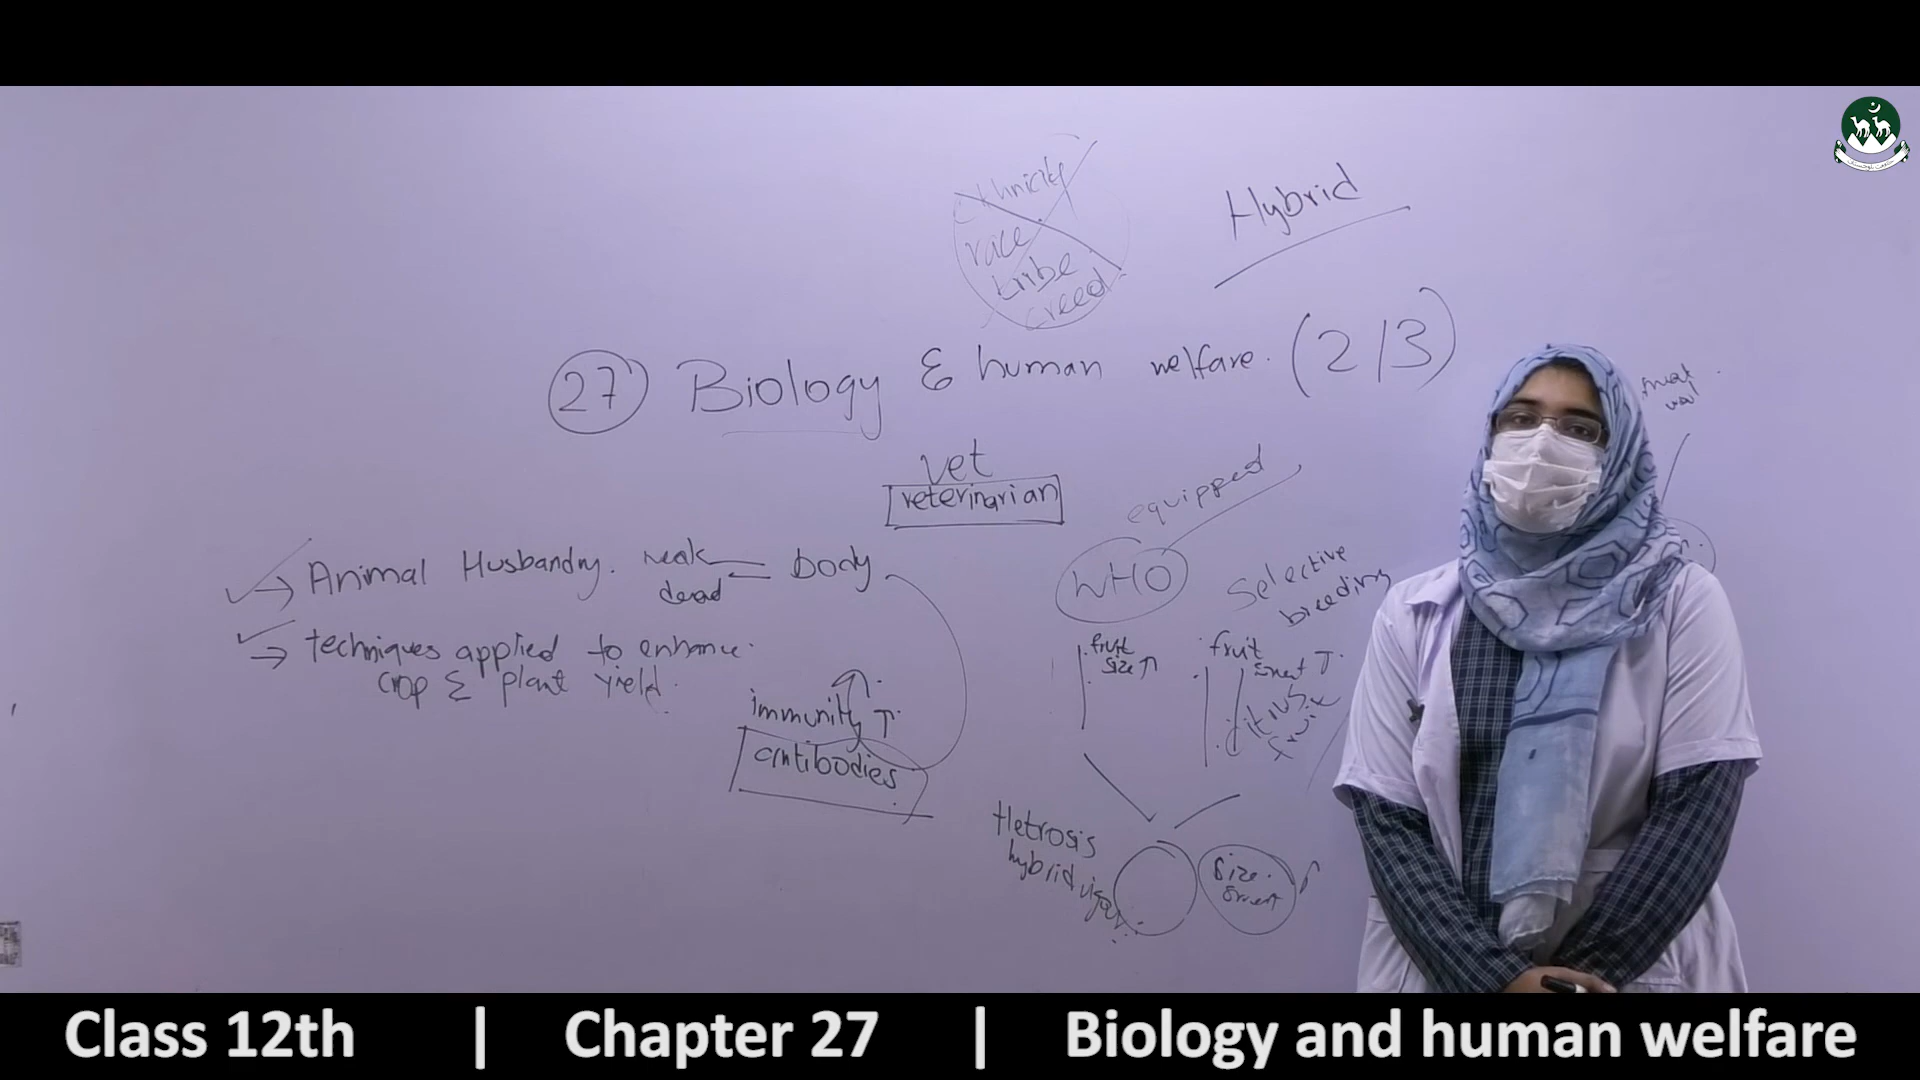 ethnicity
race
tribe
creed
Hybrid
27 Biology & human welfare. (2/3)
vet
veterinarian
equipped
→ Animal Husbandry. weak body
dead
WHO
Selective
breeding
→ techniques applied to enhance
crop & plant yield.
fruit
size ↑
fruit
immunity ↑
antibodies
Hetrosis
hybrid vigour
size.
Class 12th | Chapter 27 | Biology and human welfare